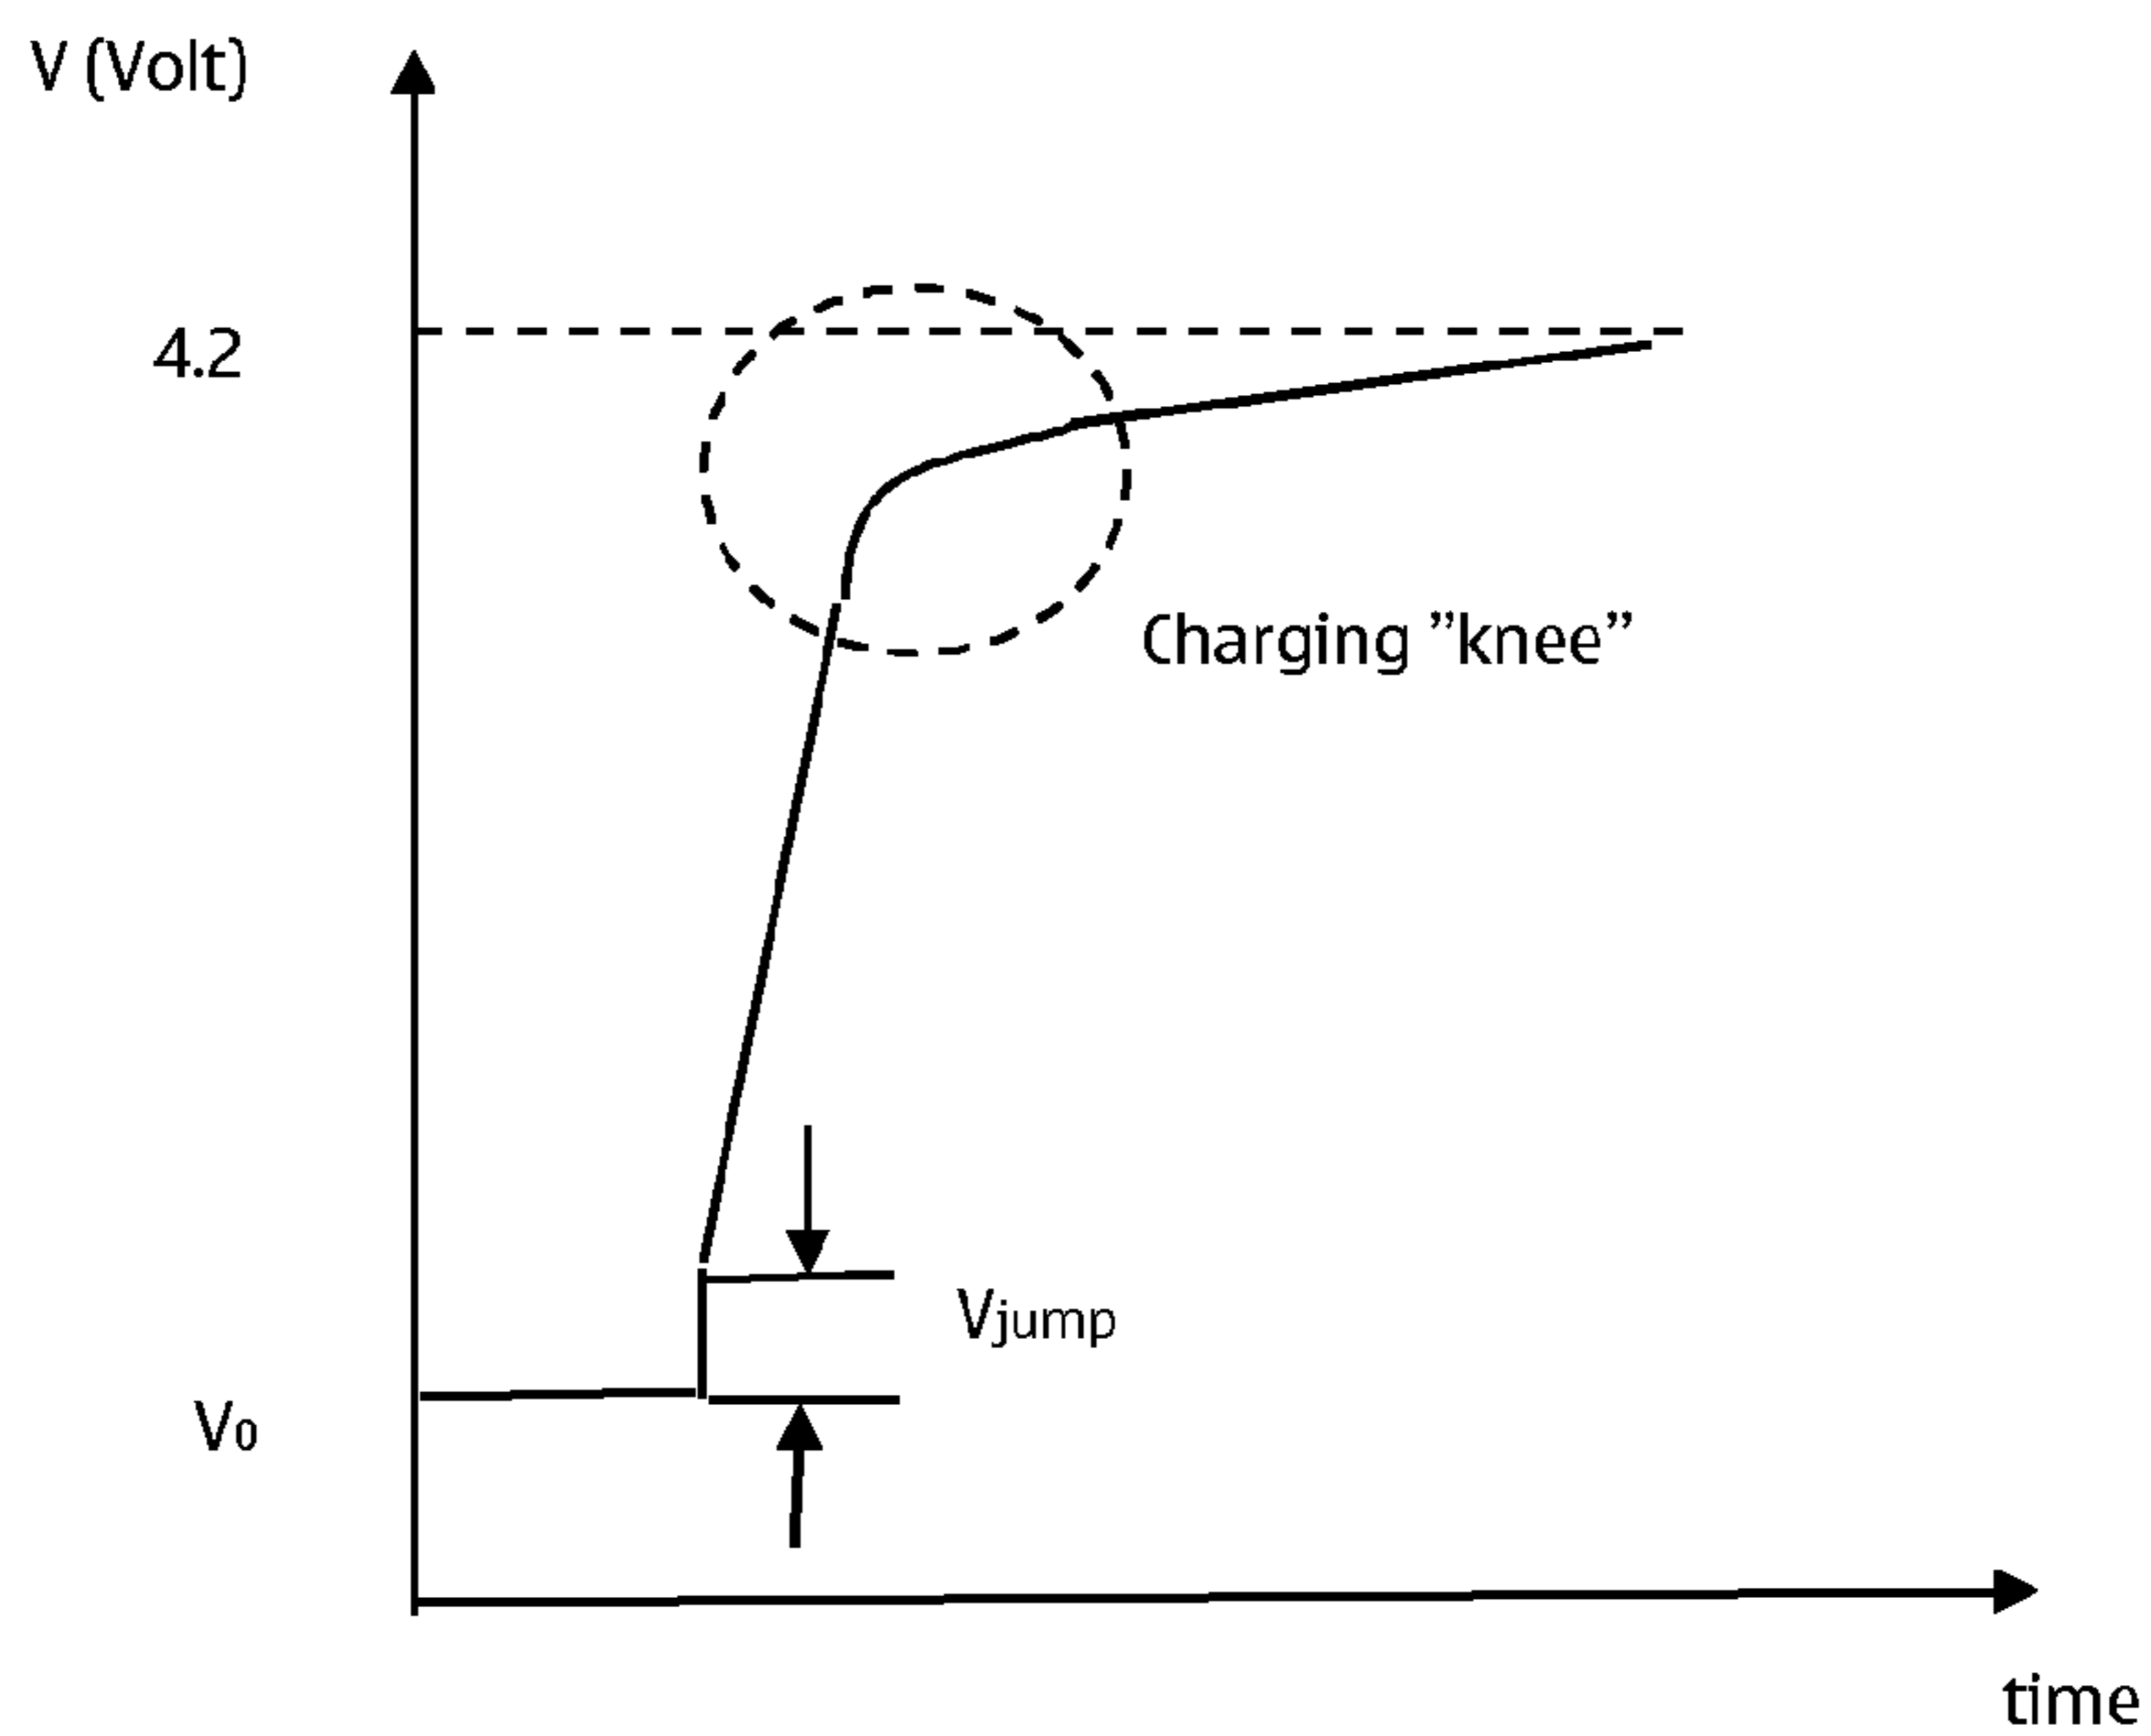 V (Volt)
4.2
Charging ”knee”
Vjump
V0
time